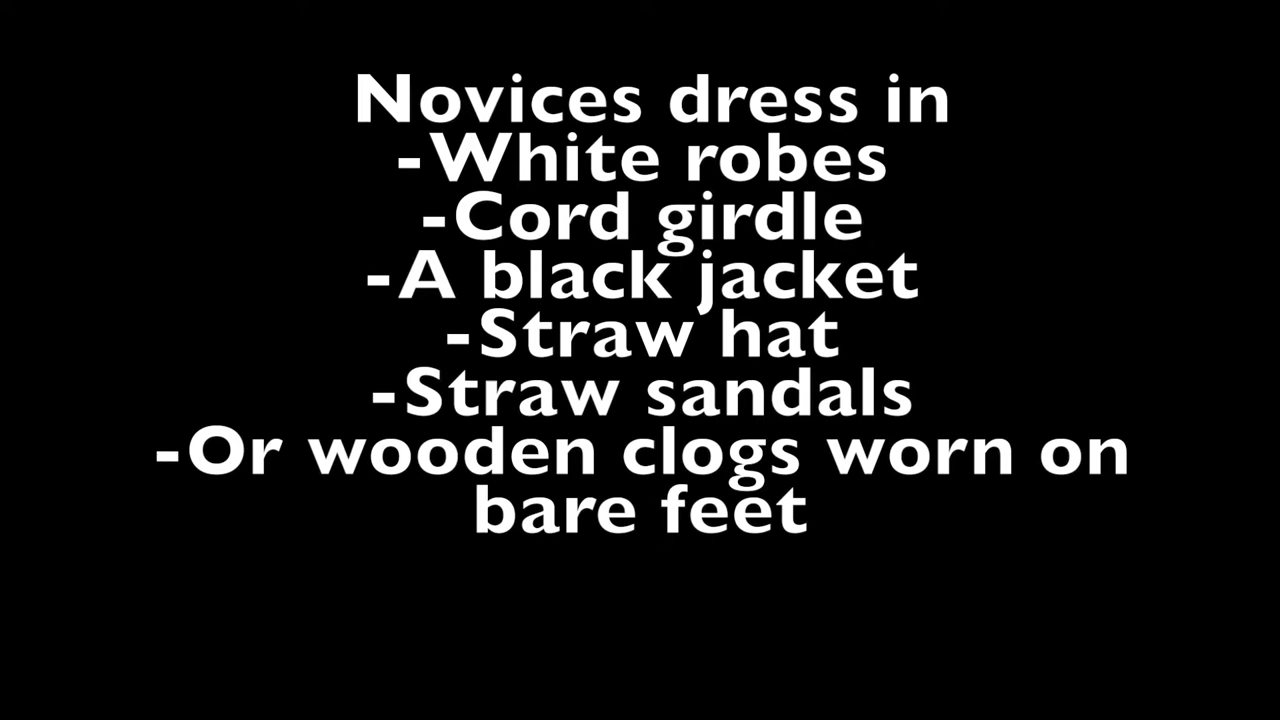 Novices dress in
-White robes
-Cord girdle
-A black jacket
-Straw hat
-Straw sandals
-Or wooden clogs worn on
bare feet